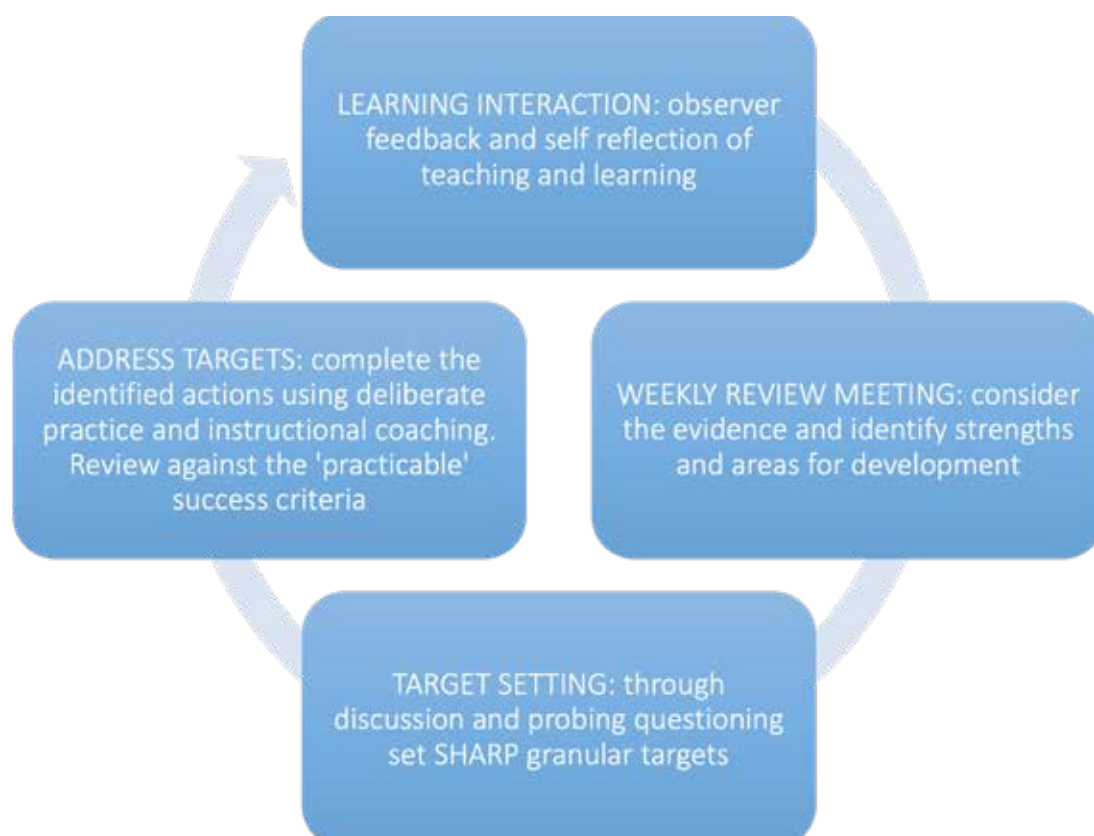 LEARNING INTERACTION: observer
feedback and self reflection of
teaching and learning
WEEKLY REVIEW MEETING: consider
the evidence and identify strengths
and areas for development
TARGET SETTING: through
discussion and probing questioning
set SHARP granular targets
ADDRESS TARGETS: complete the
identified actions using deliberate
practice and instructional coaching.
Review against the 'practicable'
success criteria